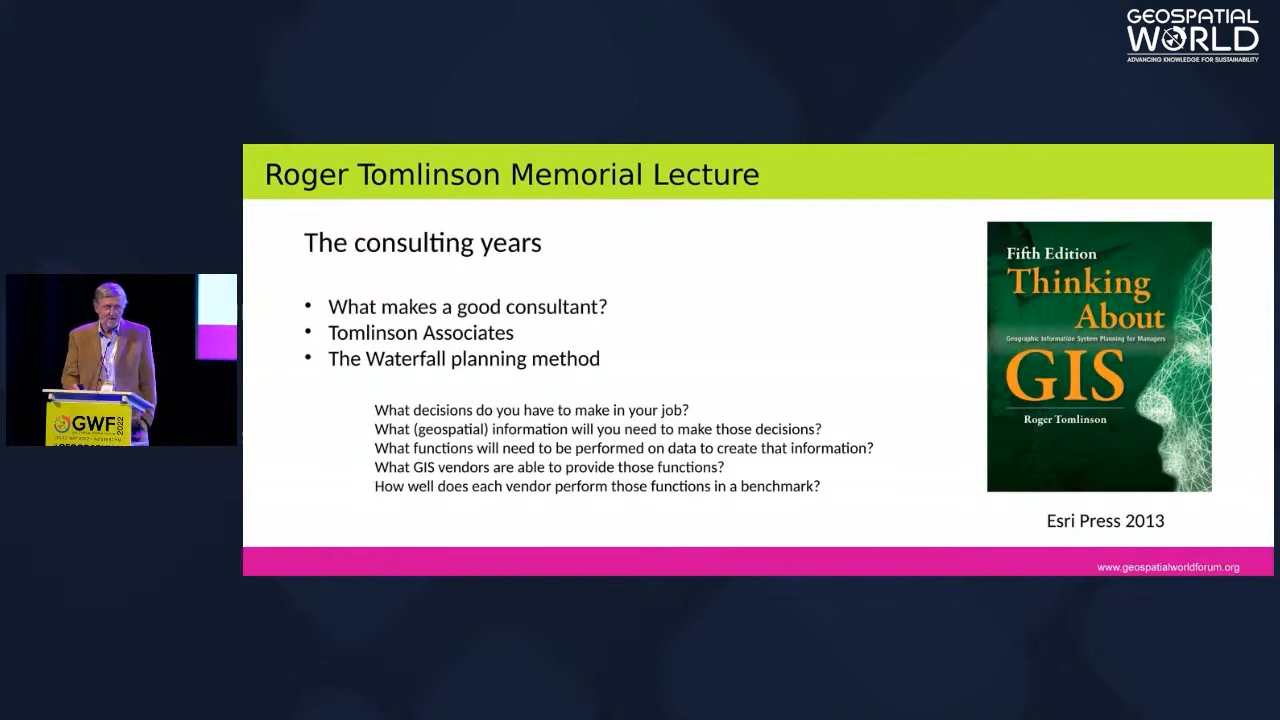 GEOSPATIAL
WORLD
ADVANCING KNOWLEDGE FOR SUSTAINABILITY
Roger Tomlinson Memorial Lecture
The consulting years
• What makes a good consultant?
• Tomlinson Associates
• The Waterfall planning method
What decisions do you have to make in your job?
What (geospatial) information will you need to make those decisions?
What functions will need to be performed on data to create that information?
What GIS vendors are able to provide those functions?
How well does each vendor perform those functions in a benchmark?
Fifth Edition
Thinking
About
Geographic Information System Planning for Managers
GIS
Roger Tomlinson
Esri Press 2013
www.geospatialworldforum.org
GWF
2022